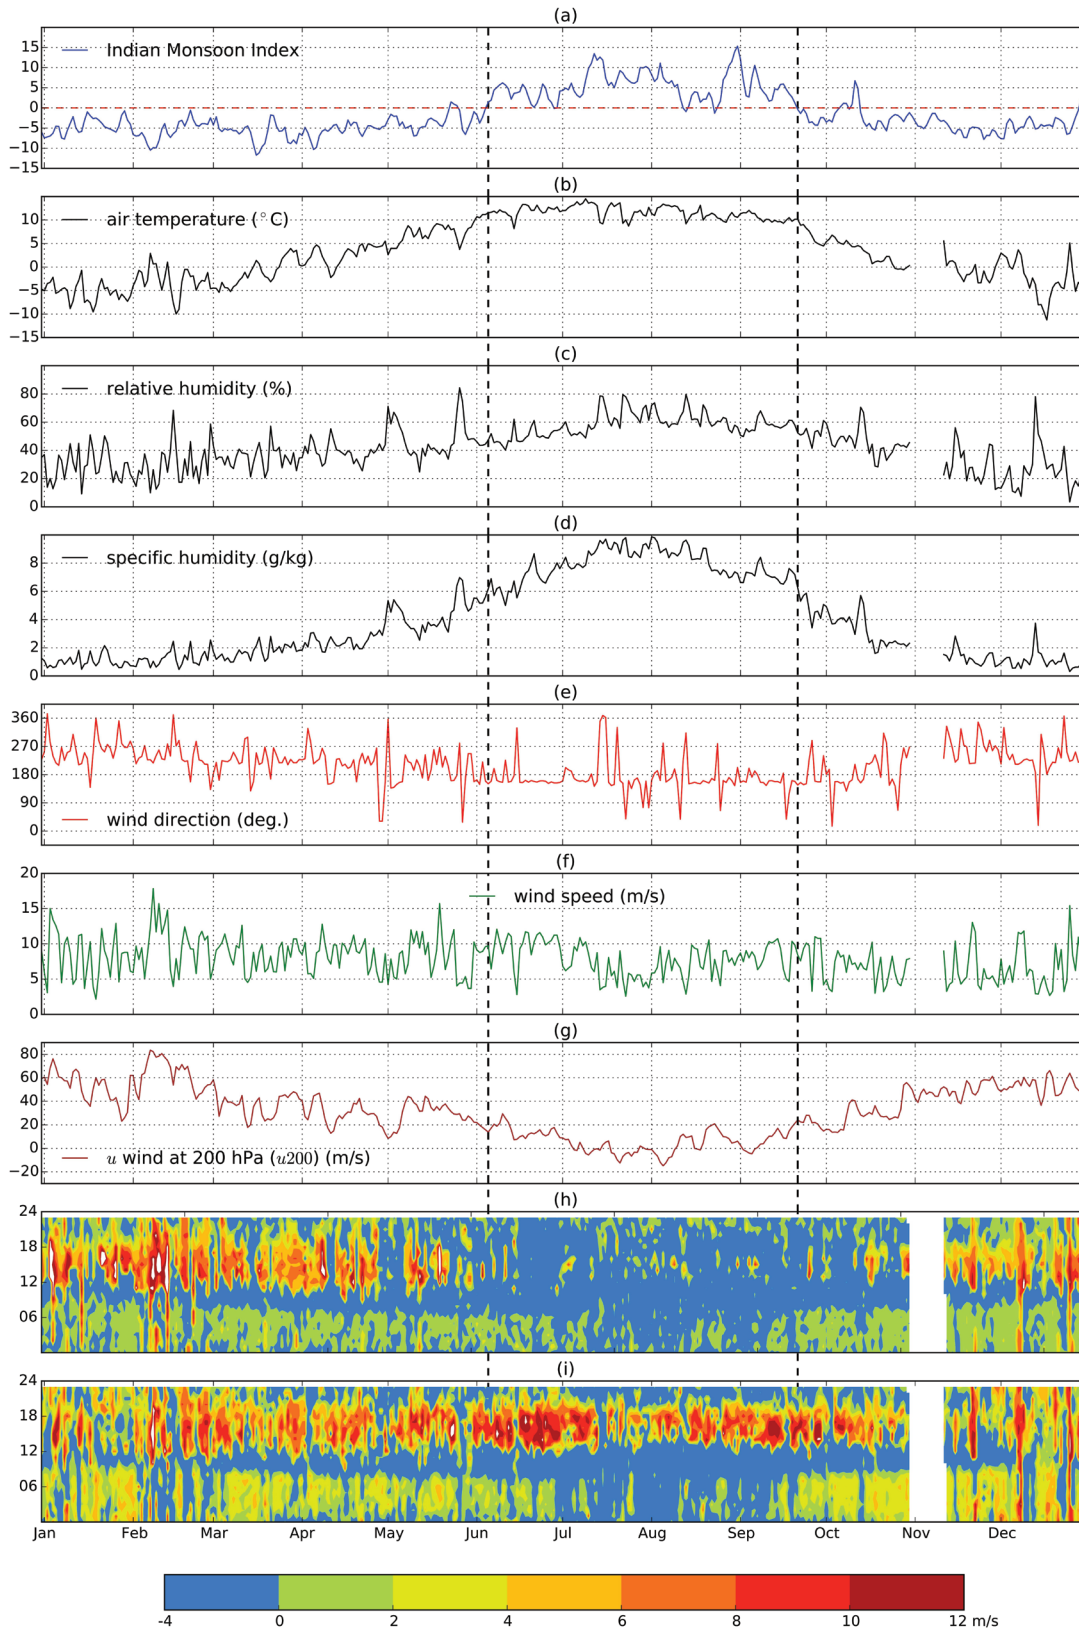 (a)
15
10
5
0
−5
−10
−15
Indian Monsoon Index
(b)
10
5
0
−5
−10
−15
air temperature (°C)
(c)
80
60
40
20
0
relative humidity (%)
(d)
8
6
4
2
0
specific humidity (g/kg)
(e)
360
270
180
90
0
wind direction (deg.)
(f)
20
15
10
5
0
wind speed (m/s)
(g)
80
60
40
20
0
−20
u wind at 200 hPa (u200) (m/s)
(h)
24
18
12
06
(i)
24
18
12
06
Jan Feb Mar Apr May Jun Jul Aug Sep Oct Nov Dec
-4 0 2 4 6 8 10 12 m/s